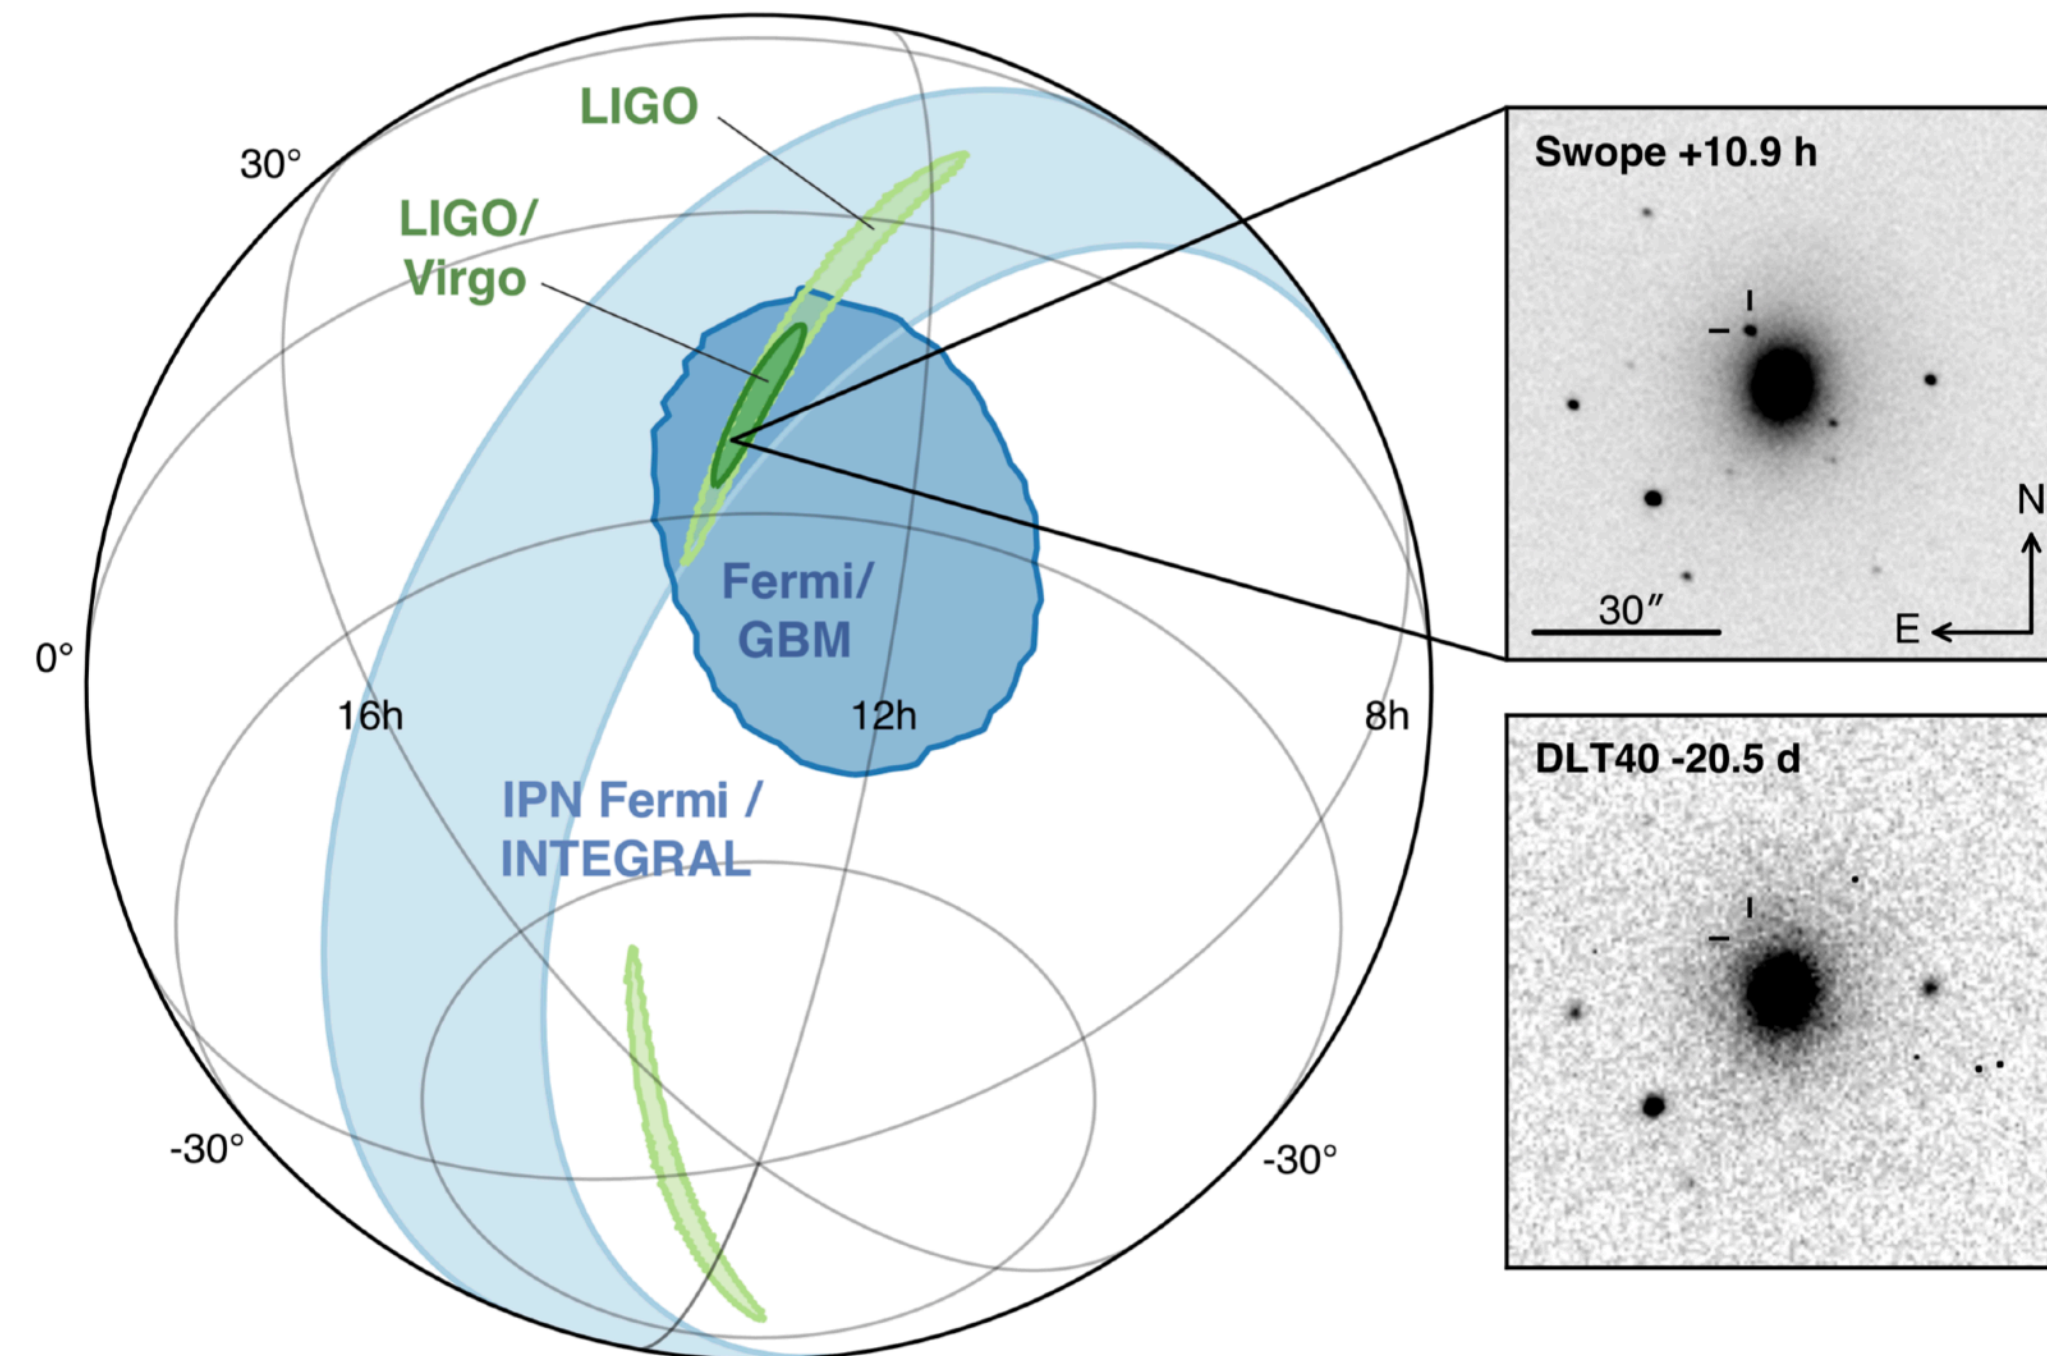 LIGO
30°
LIGO/
Virgo
0°
16h
12h
8h
Fermi/
GBM
IPN Fermi /
INTEGRAL
-30°
-30°
Swope +10.9 h
N
30″
E
DLT40 -20.5 d